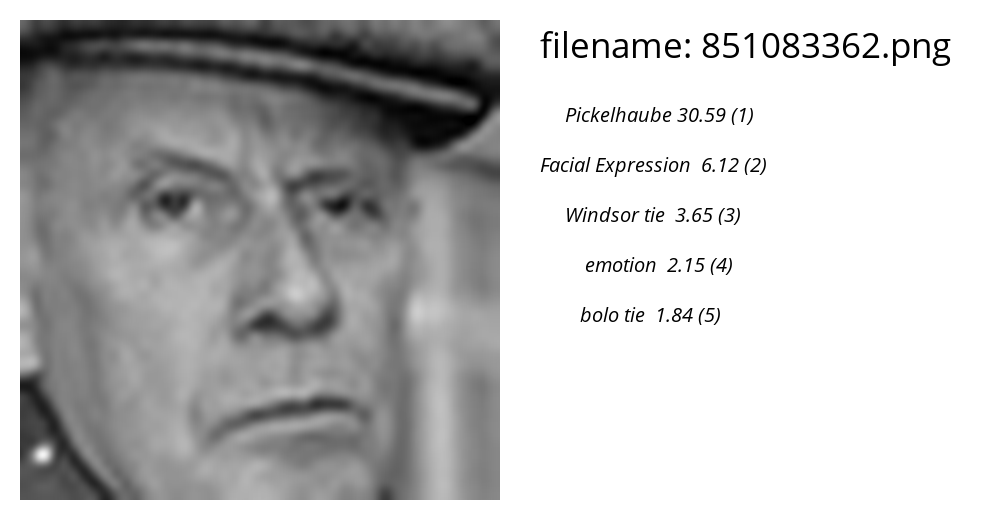 filename: 851083362.png
Pickelhaube 30.59 (1)
Facial Expression 6.12 (2)
Windsor tie 3.65 (3)
emotion 2.15 (4)
bolo tie 1.84 (5)